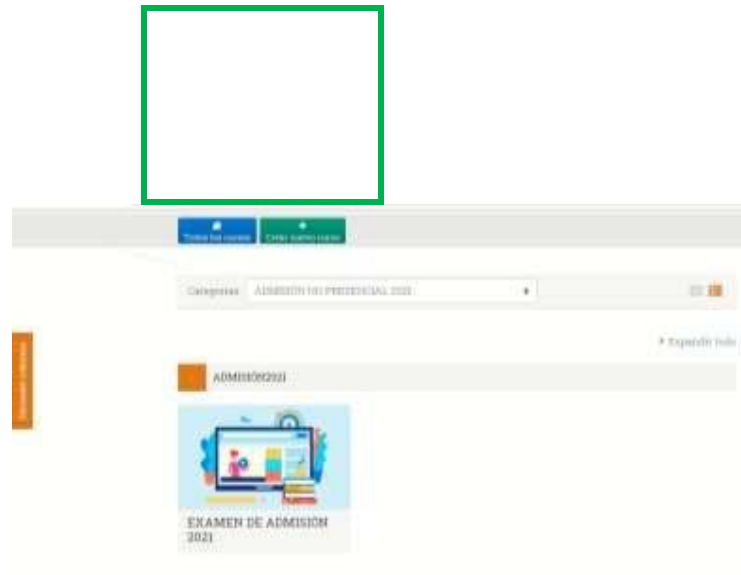 Todos los cursos
Crear nuevo curso
Categorías
ADMISIÓN NO PRESENCIAL 2021
Expandir todo
ADMISIÓN2021
EXAMEN DE ADMISIÓN
2021